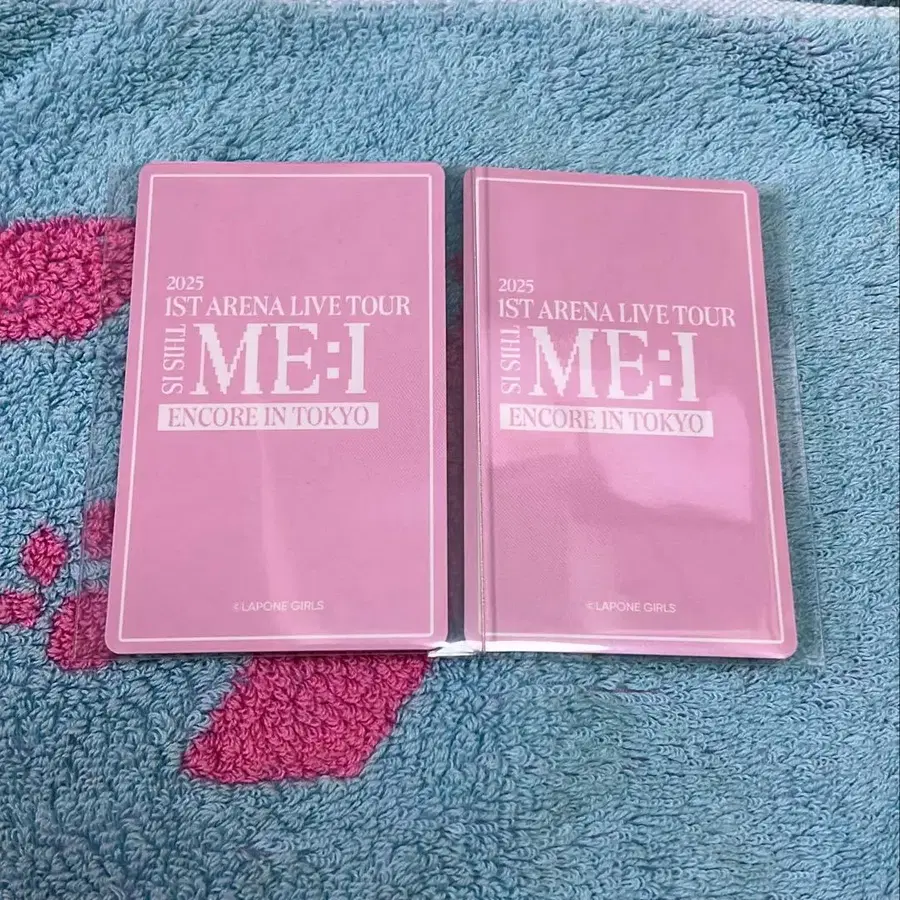 2025
1ST ARENA LIVE TOUR
THIS IS
ME:I
ENCORE IN TOKYO
©LAPONE GIRLS
2025
1ST ARENA LIVE TOUR
THIS IS
ME:I
ENCORE IN TOKYO
©LAPONE GIRLS